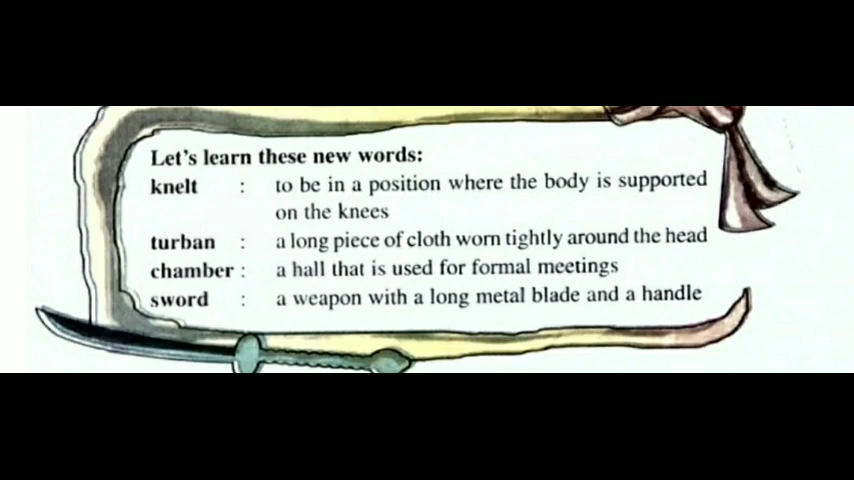 Let's learn these new words:
knelt : to be in a position where the body is supported
on the knees
turban : a long piece of cloth worn tightly around the head
chamber : a hall that is used for formal meetings
sword : a weapon with a long metal blade and a handle